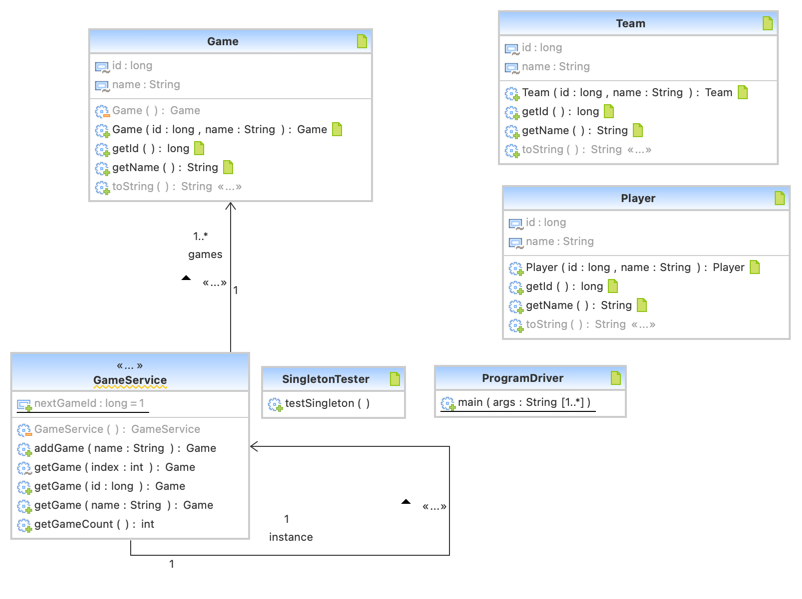 Game
id : long
name : String
Game ( ) : Game
Game ( id : long , name : String ) : Game
getId ( ) : long
getName ( ) : String
toString ( ) : String «...»
Team
id : long
name : String
Team ( id : long , name : String ) : Team
getId ( ) : long
getName ( ) : String
toString ( ) : String «...»
Player
id : long
name : String
Player ( id : long , name : String ) : Player
getId ( ) : long
getName ( ) : String
toString ( ) : String «...»
1..*
games
«...»
1
«... »
GameService
nextGameId : long = 1
GameService ( ) : GameService
addGame ( name : String ) : Game
getGame ( index : int ) : Game
getGame ( id : long ) : Game
getGame ( name : String ) : Game
getGameCount ( ) : int
SingletonTester
testSingleton ( )
ProgramDriver
main ( args : String [1..*] )
«...»
1
instance
1